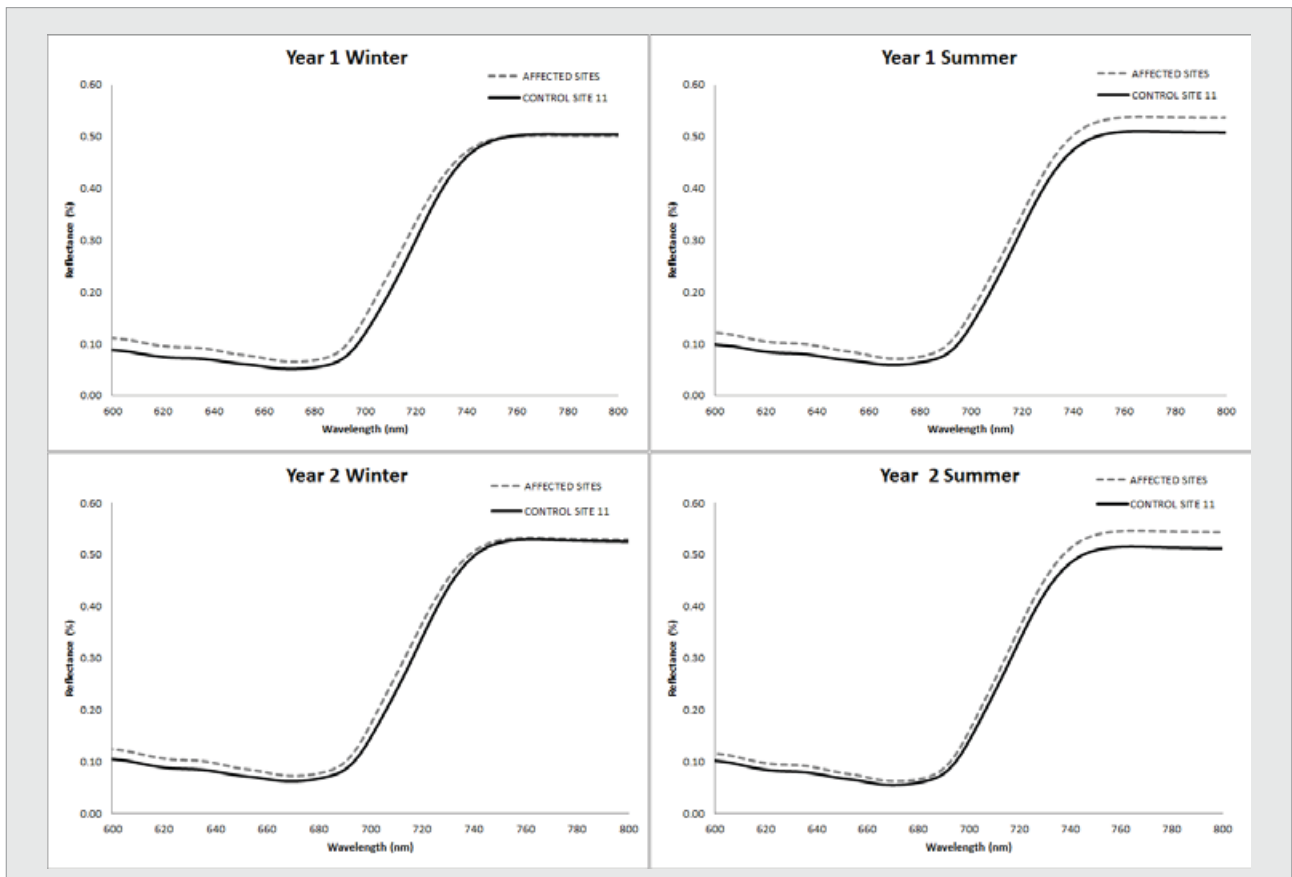 Year 1 Winter
AFFECTED SITES
CONTROL SITE 11
0.60
0.50
0.40
0.30
0.20
0.10
0.00
Reflectance (%)
600 620 640 660 680 700 720 740 760 780 800
Wavelength (nm)
Year 1 Summer
AFFECTED SITES
CONTROL SITE 11
0.60
0.50
0.40
0.30
0.20
0.10
0.00
Reflectance (%)
600 620 640 660 680 700 720 740 760 780 800
Wavelength (nm)
Year 2 Winter
AFFECTED SITES
CONTROL SITE 11
0.60
0.50
0.40
0.30
0.20
0.10
0.00
Reflectance (%)
600 620 640 660 680 700 720 740 760 780 800
Wavelength (nm)
Year 2 Summer
AFFECTED SITES
CONTROL SITE 11
0.60
0.50
0.40
0.30
0.20
0.10
0.00
Reflectance (%)
600 620 640 660 680 700 720 740 760 780 800
Wavelength (nm)